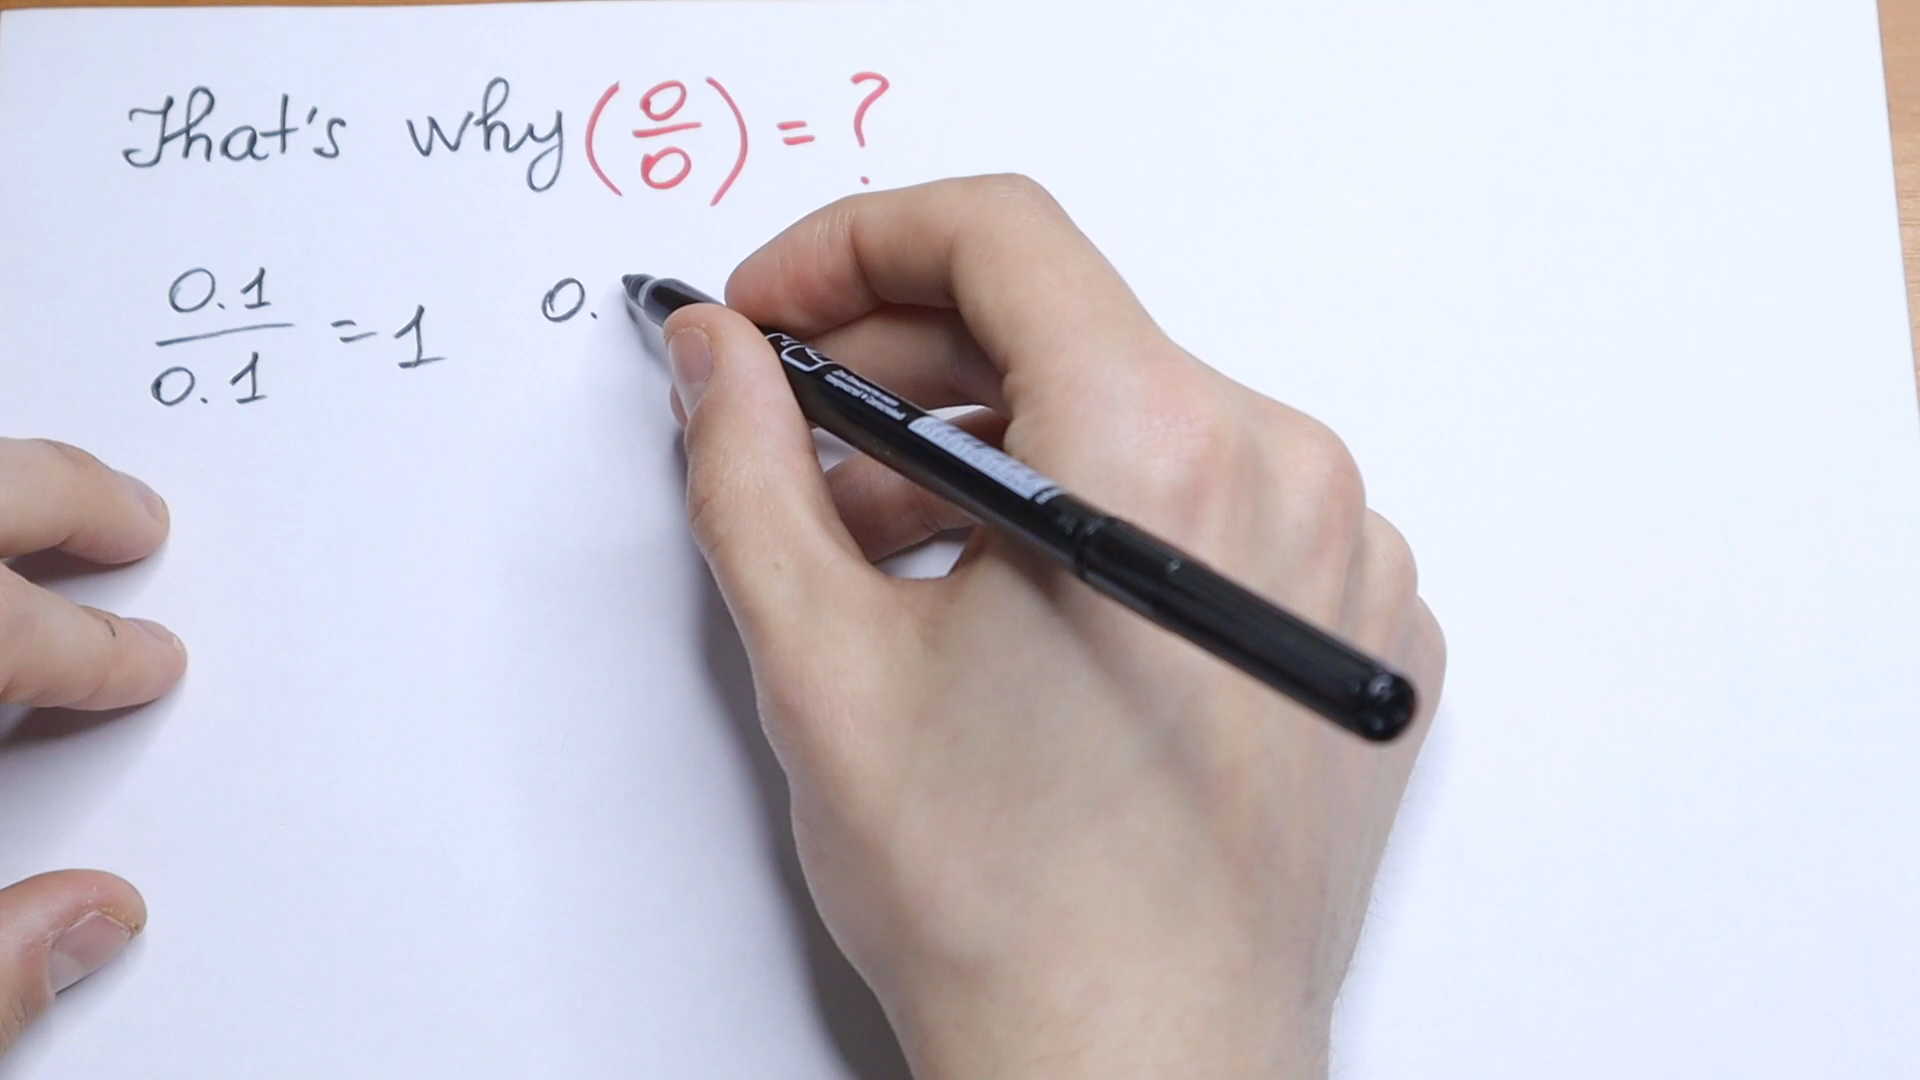 That's why (0/0) = ?
0.1/0.1 = 1 0.